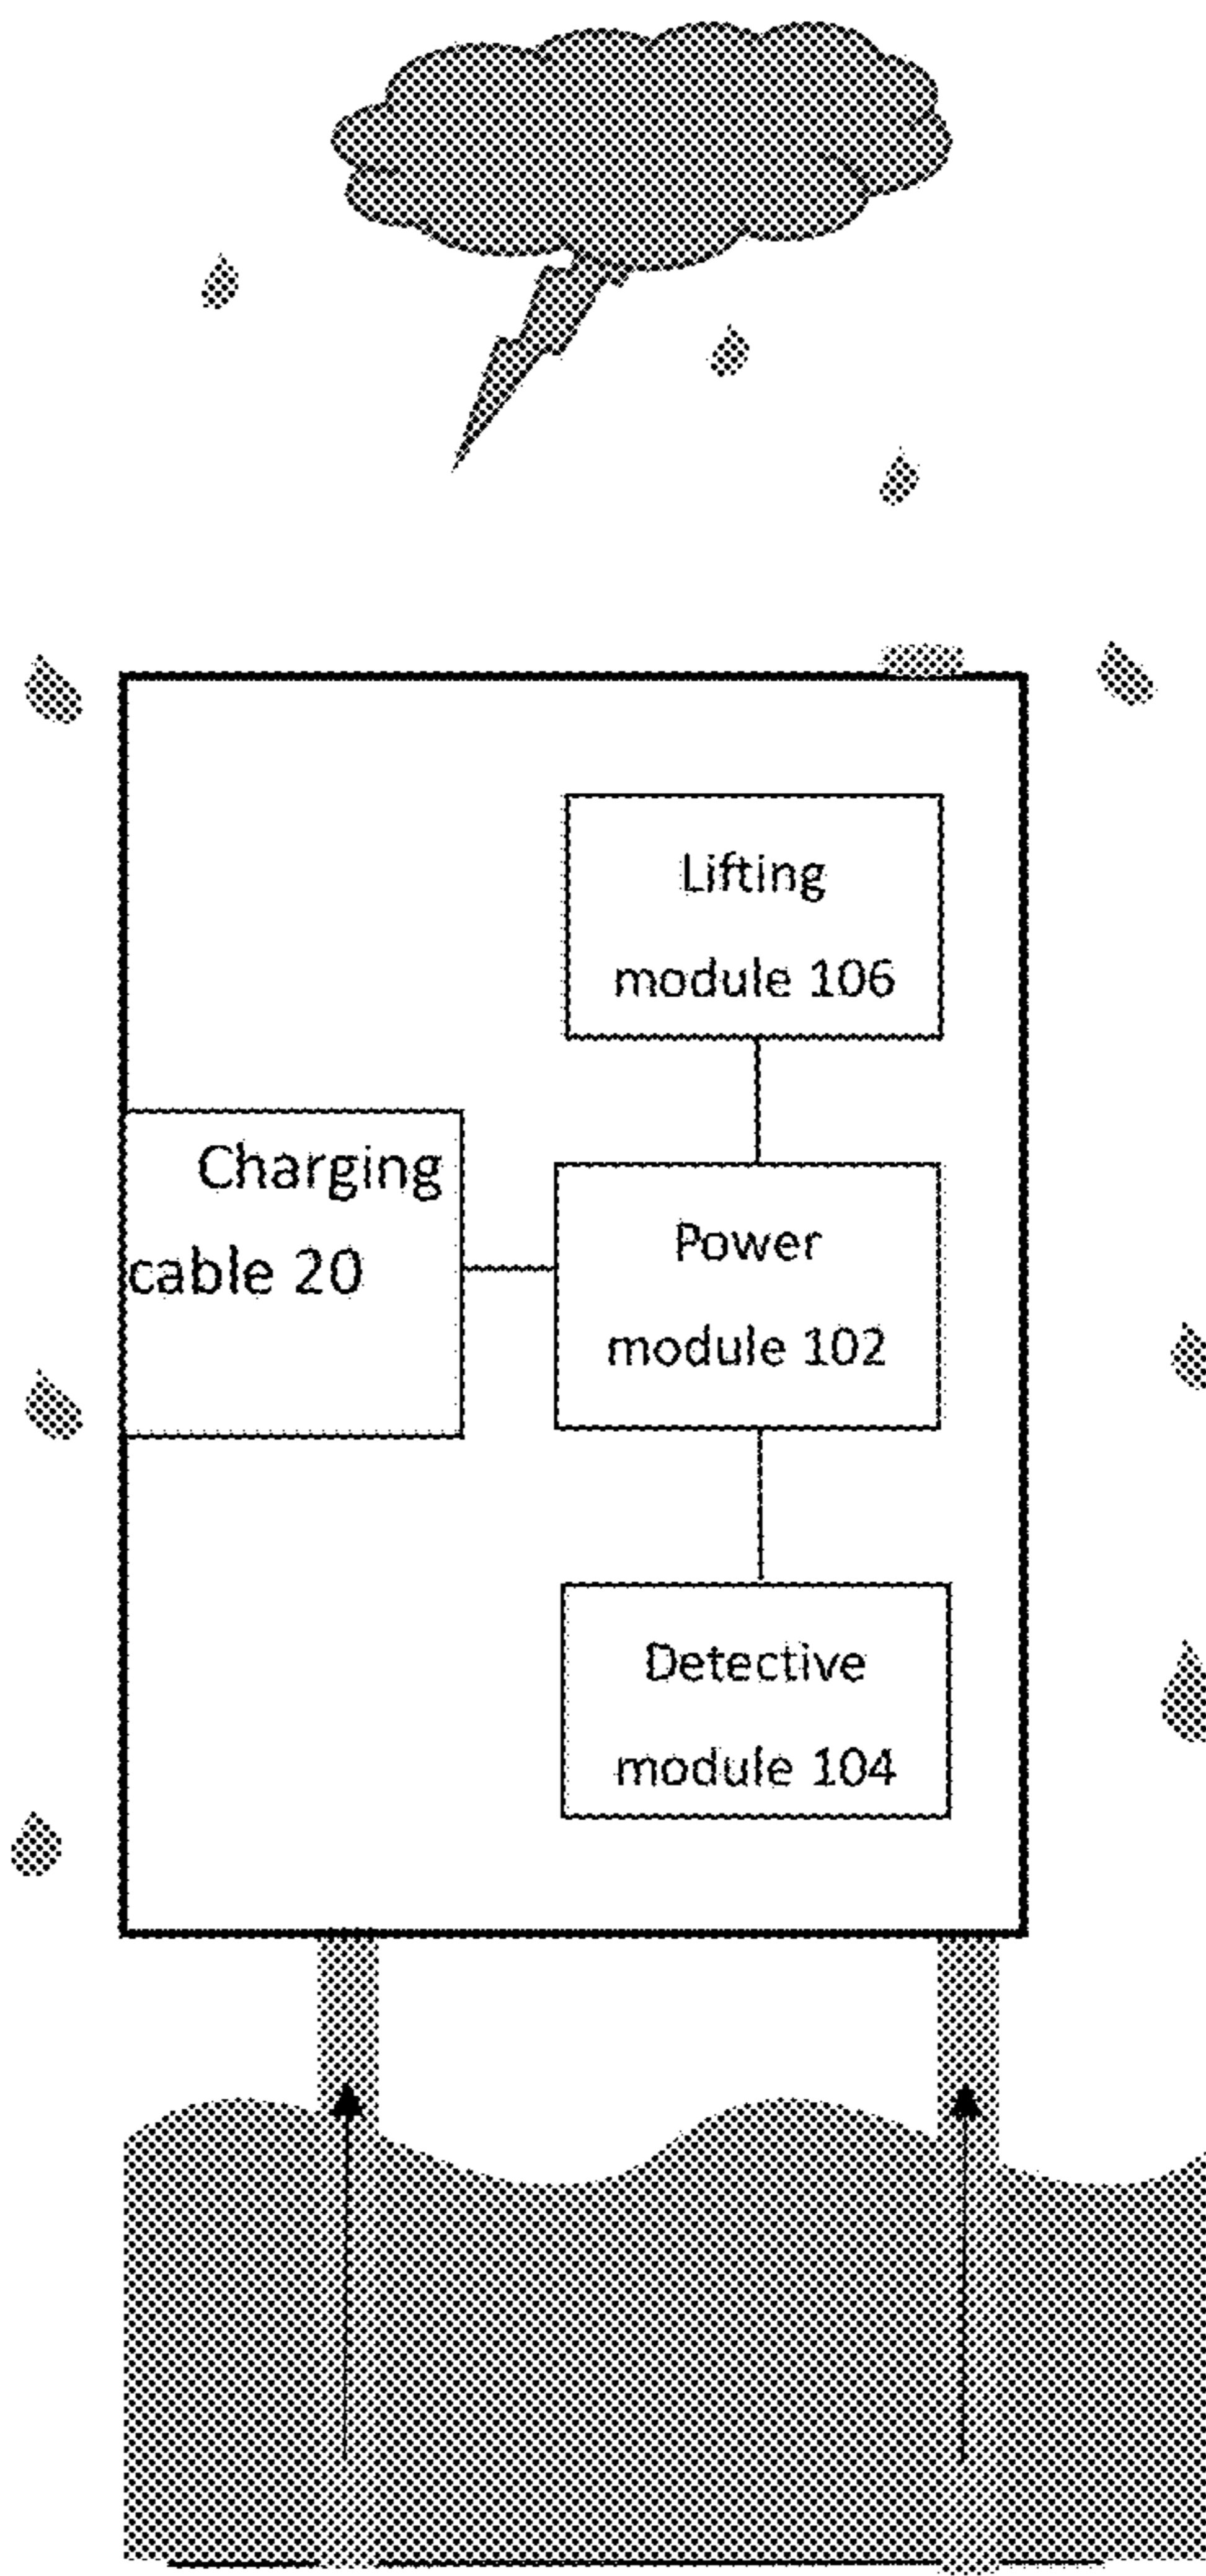 Lifting
module 106
Charging
cable 20
Power
module 102
Detective
module 104